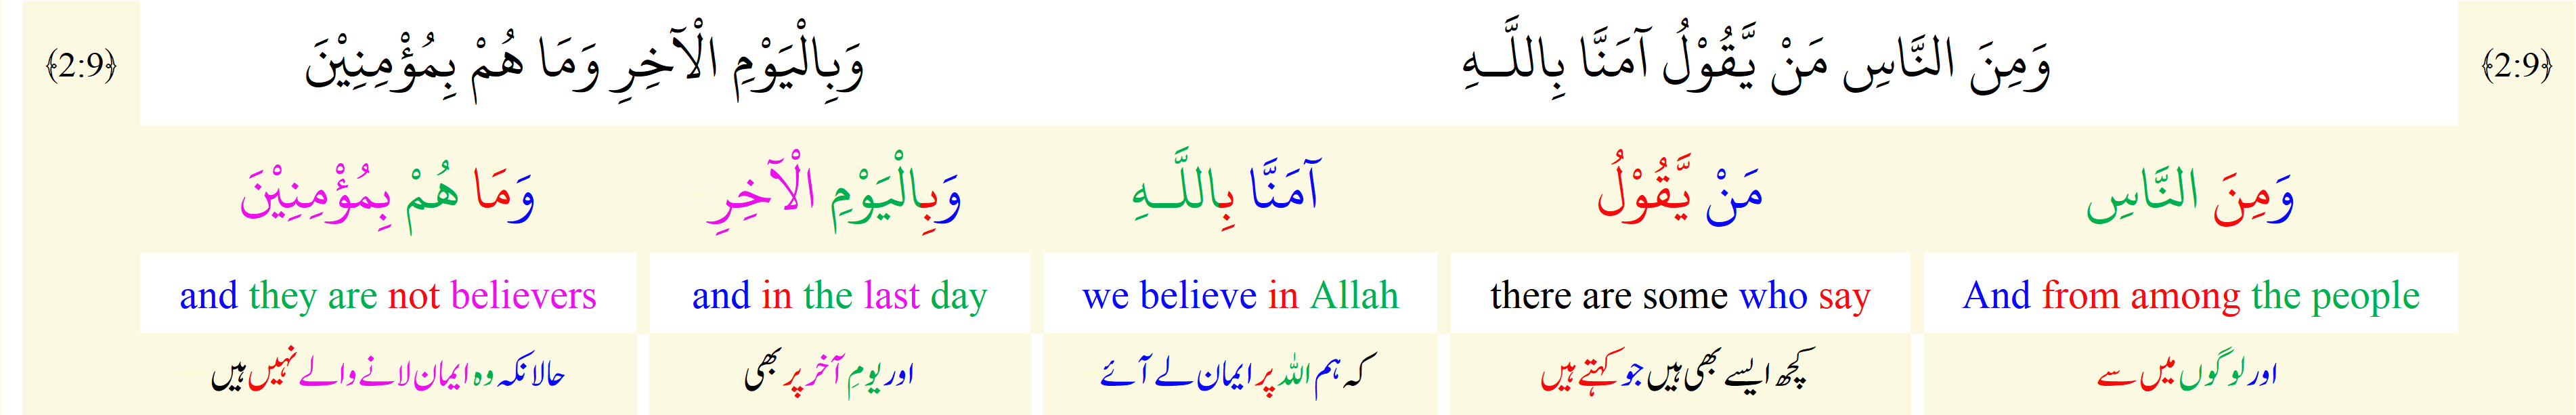 ﴿2:9﴾ وَمِنَ النَّاسِ مَنْ يَّقُوْلُ آمَنَّا بِاللَّـهِ وَبِالْيَوْمِ الْآخِرِ وَمَا هُمْ بِمُؤْمِنِيْنَ ﴿2:9﴾
وَمِنَ النَّاسِ مَنْ يَّقُوْلُ آمَنَّا بِاللَّـهِ وَبِالْيَوْمِ الْآخِرِ وَمَا هُمْ بِمُؤْمِنِيْنَ
And from among the people there are some who say we believe in Allah and in the last day and they are not believers
اور لوگوں میں سے کچھ ایسے بھی ہیں جو کہتے ہیں کہ ہم اللہ پر ایمان لے آئے اور یومِ آخر پر بھی حالانکہ وہ ایمان لانے والے نہیں ہیں